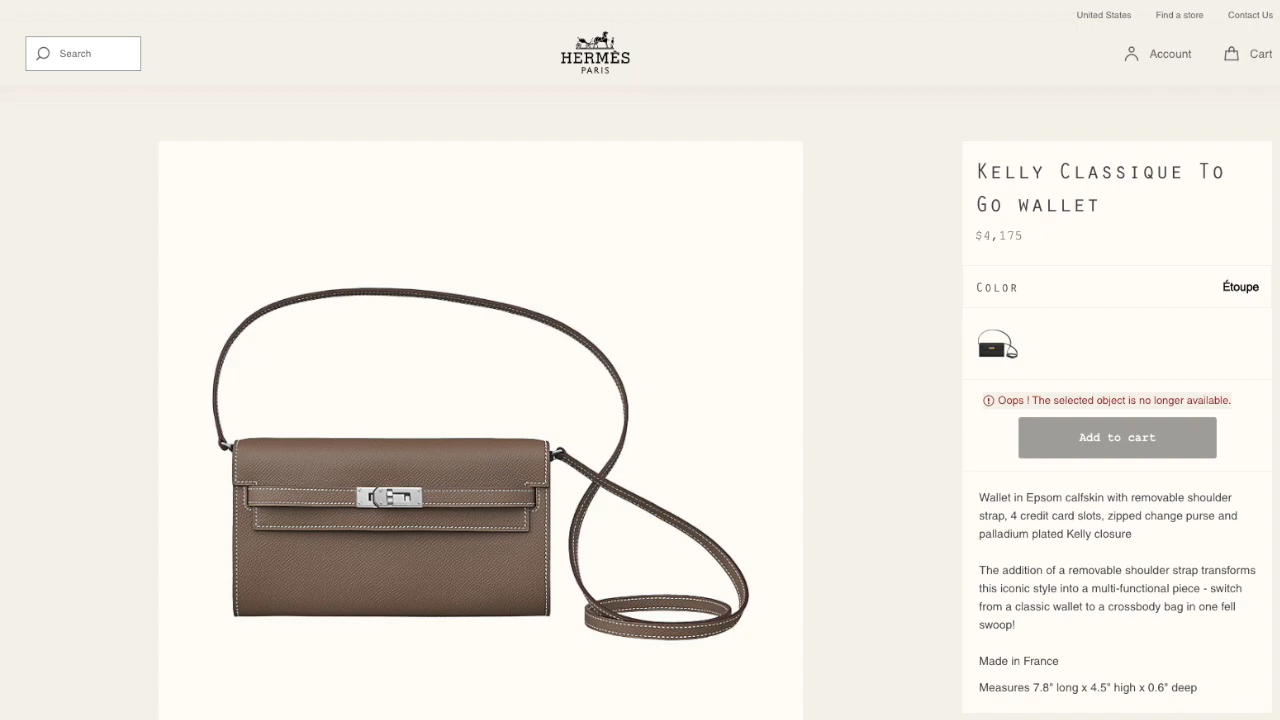 United States Find a store Contact Us
Search
HERMÈS
PARIS
Account Cart
Kelly Classique To
Go wallet
$4,175
Color Étoupe
Oops ! The selected object is no longer available.
Add to cart
Wallet in Epsom calfskin with removable shoulder
strap, 4 credit card slots, zipped change purse and
palladium plated Kelly closure
The addition of a removable shoulder strap transforms
this iconic style into a multi-functional piece - switch
from a classic wallet to a crossbody bag in one fell
swoop!
Made in France
Measures 7.8" long x 4.5" high x 0.6" deep